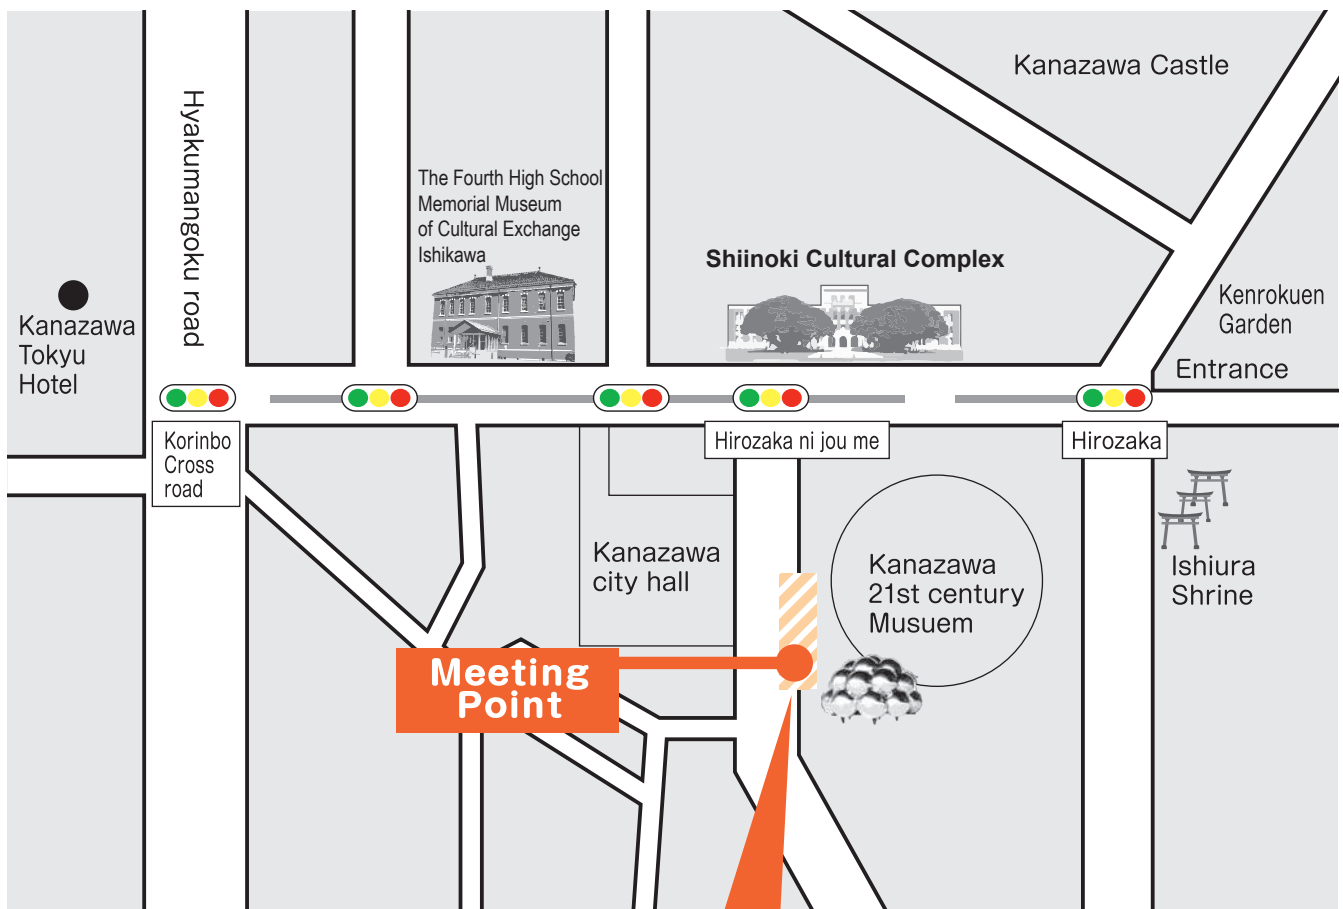 Kanazawa Castle
Hyakumangoku road
The Fourth High School
Memorial Museum
of Cultural Exchange
Ishikawa
Shiinoki Cultural Complex
Kenrokuen
Garden
Kanazawa
Tokyu
Hotel
Entrance
Korinbo
Cross
road
Hirozaka ni jou me
Hirozaka
Kanazawa
city hall
Kanazawa
21st century
Musuem
Ishiura
Shrine
Meeting
Point